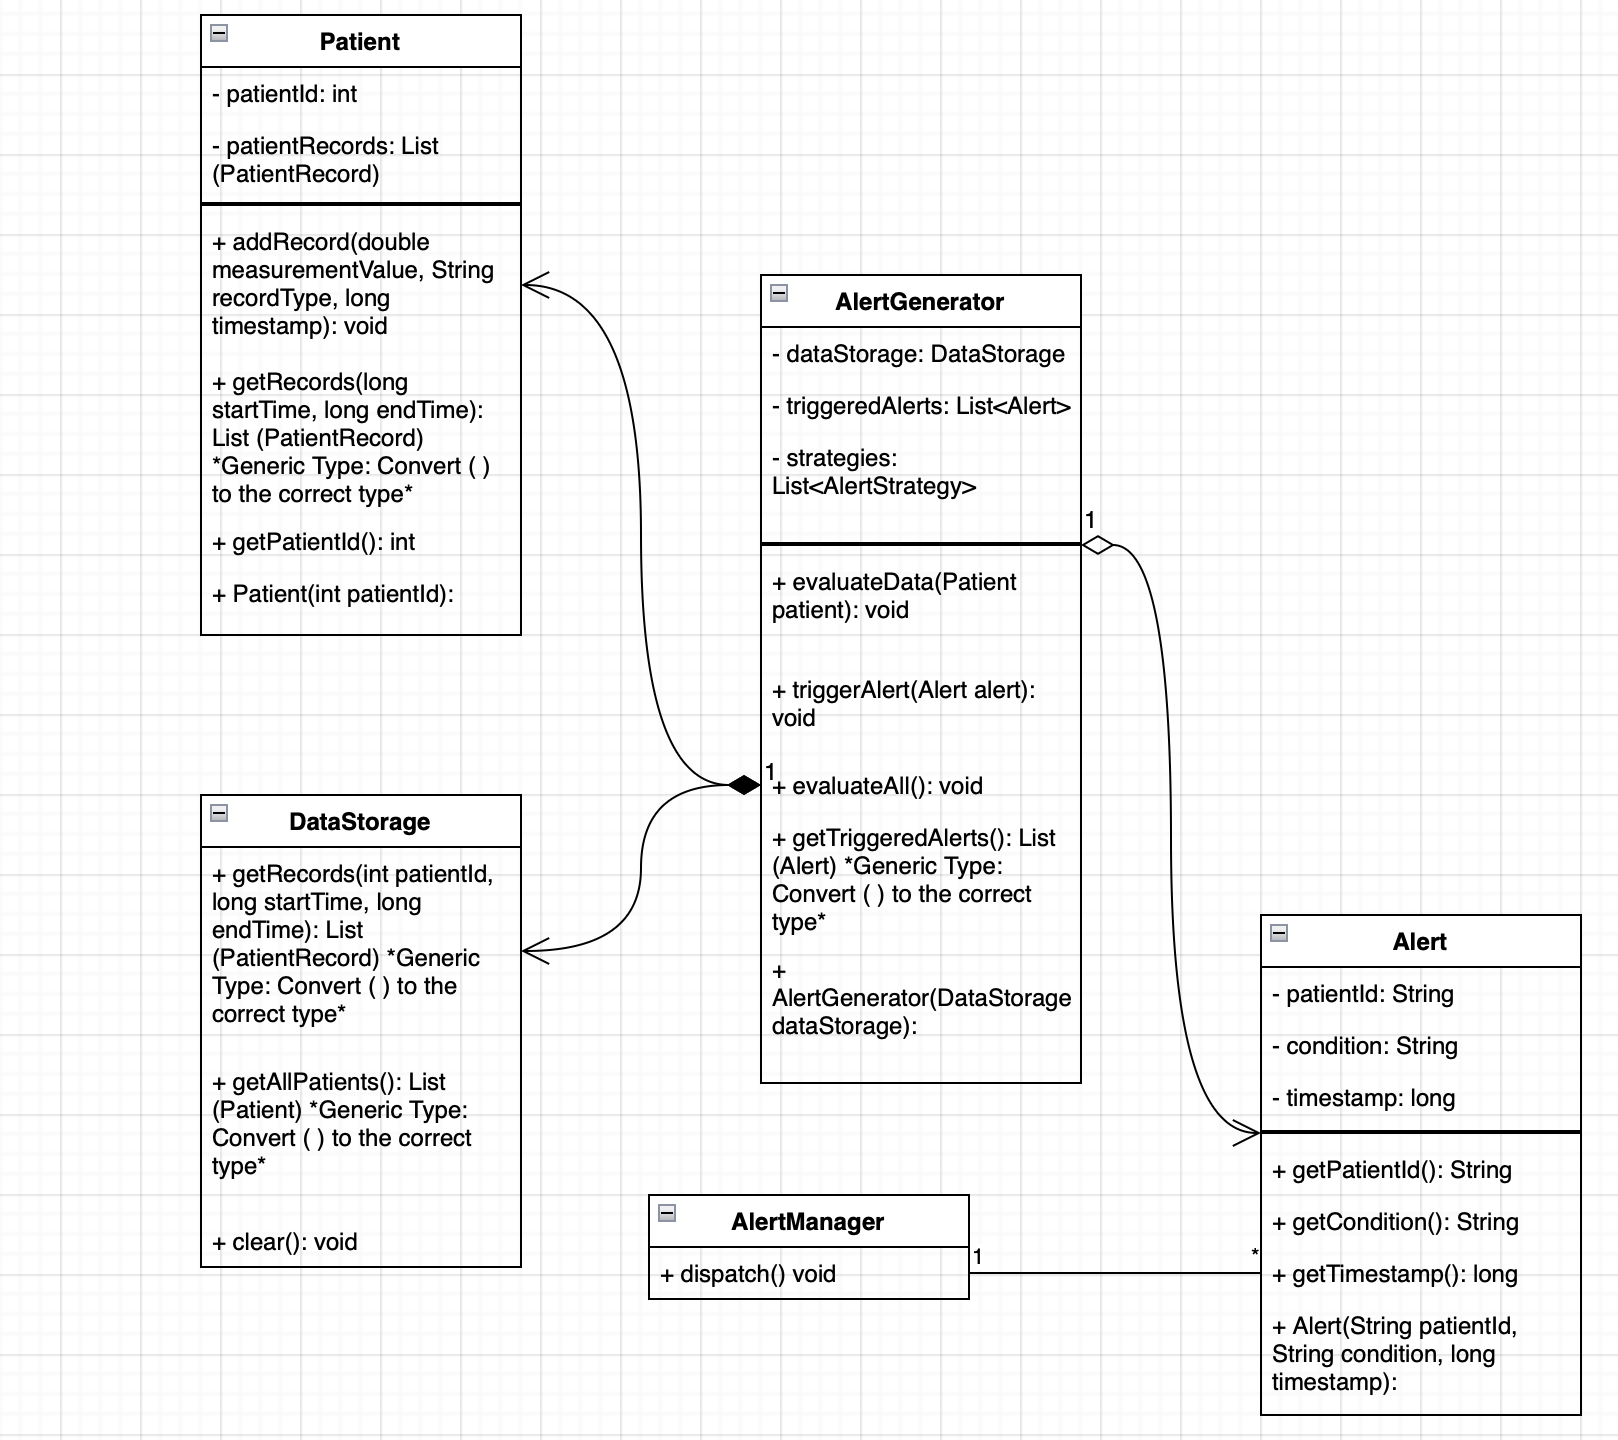 Patient
- patientId: int
- patientRecords: List
(PatientRecord)
+ addRecord(double
measurementValue, String
recordType, long
timestamp): void
+ getRecords(long
startTime, long endTime):
List (PatientRecord)
*Generic Type: Convert ( )
to the correct type*
+ getPatientId(): int
+ Patient(int patientId):
AlertGenerator
- dataStorage: DataStorage
- triggeredAlerts: List<Alert>
- strategies:
List<AlertStrategy>
1
+ evaluateData(Patient
patient): void
+ triggerAlert(Alert alert):
void
1
+ evaluateAll(): void
+ getTriggeredAlerts(): List
(Alert) *Generic Type:
Convert ( ) to the correct
type*
+
AlertGenerator(DataStorage
dataStorage):
DataStorage
+ getRecords(int patientId,
long startTime, long
endTime): List
(PatientRecord) *Generic
Type: Convert ( ) to the
correct type*
+ getAllPatients(): List
(Patient) *Generic Type:
Convert ( ) to the correct
type*
+ clear(): void
AlertManager
+ dispatch() void
1
*
Alert
- patientId: String
- condition: String
- timestamp: long
+ getPatientId(): String
+ getCondition(): String
+ getTimestamp(): long
+ Alert(String patientId,
String condition, long
timestamp):